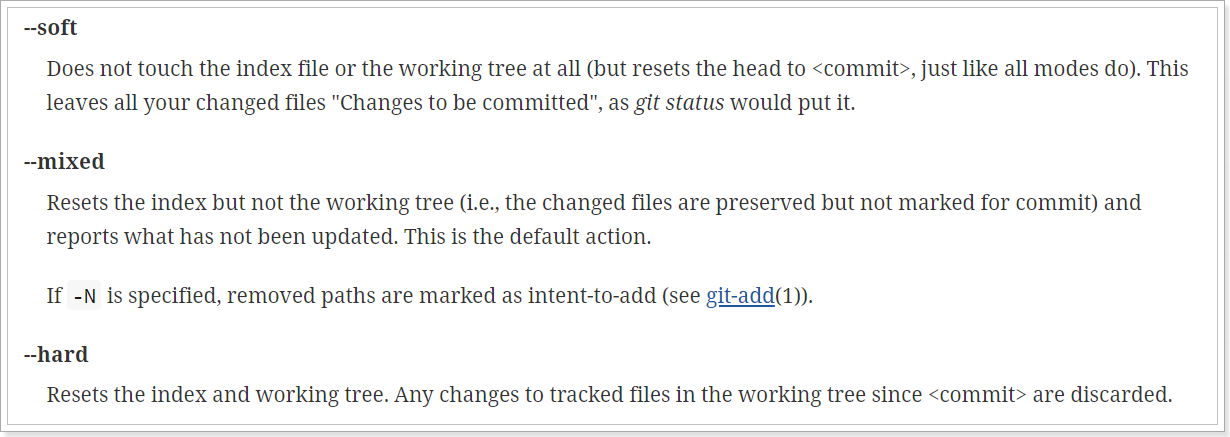 --soft
Does not touch the index file or the working tree at all (but resets the head to <commit>, just like all modes do). This
leaves all your changed files "Changes to be committed", as git status would put it.
--mixed
Resets the index but not the working tree (i.e., the changed files are preserved but not marked for commit) and
reports what has not been updated. This is the default action.
If -N is specified, removed paths are marked as intent-to-add (see git-add(1)).
--hard
Resets the index and working tree. Any changes to tracked files in the working tree since <commit> are discarded.